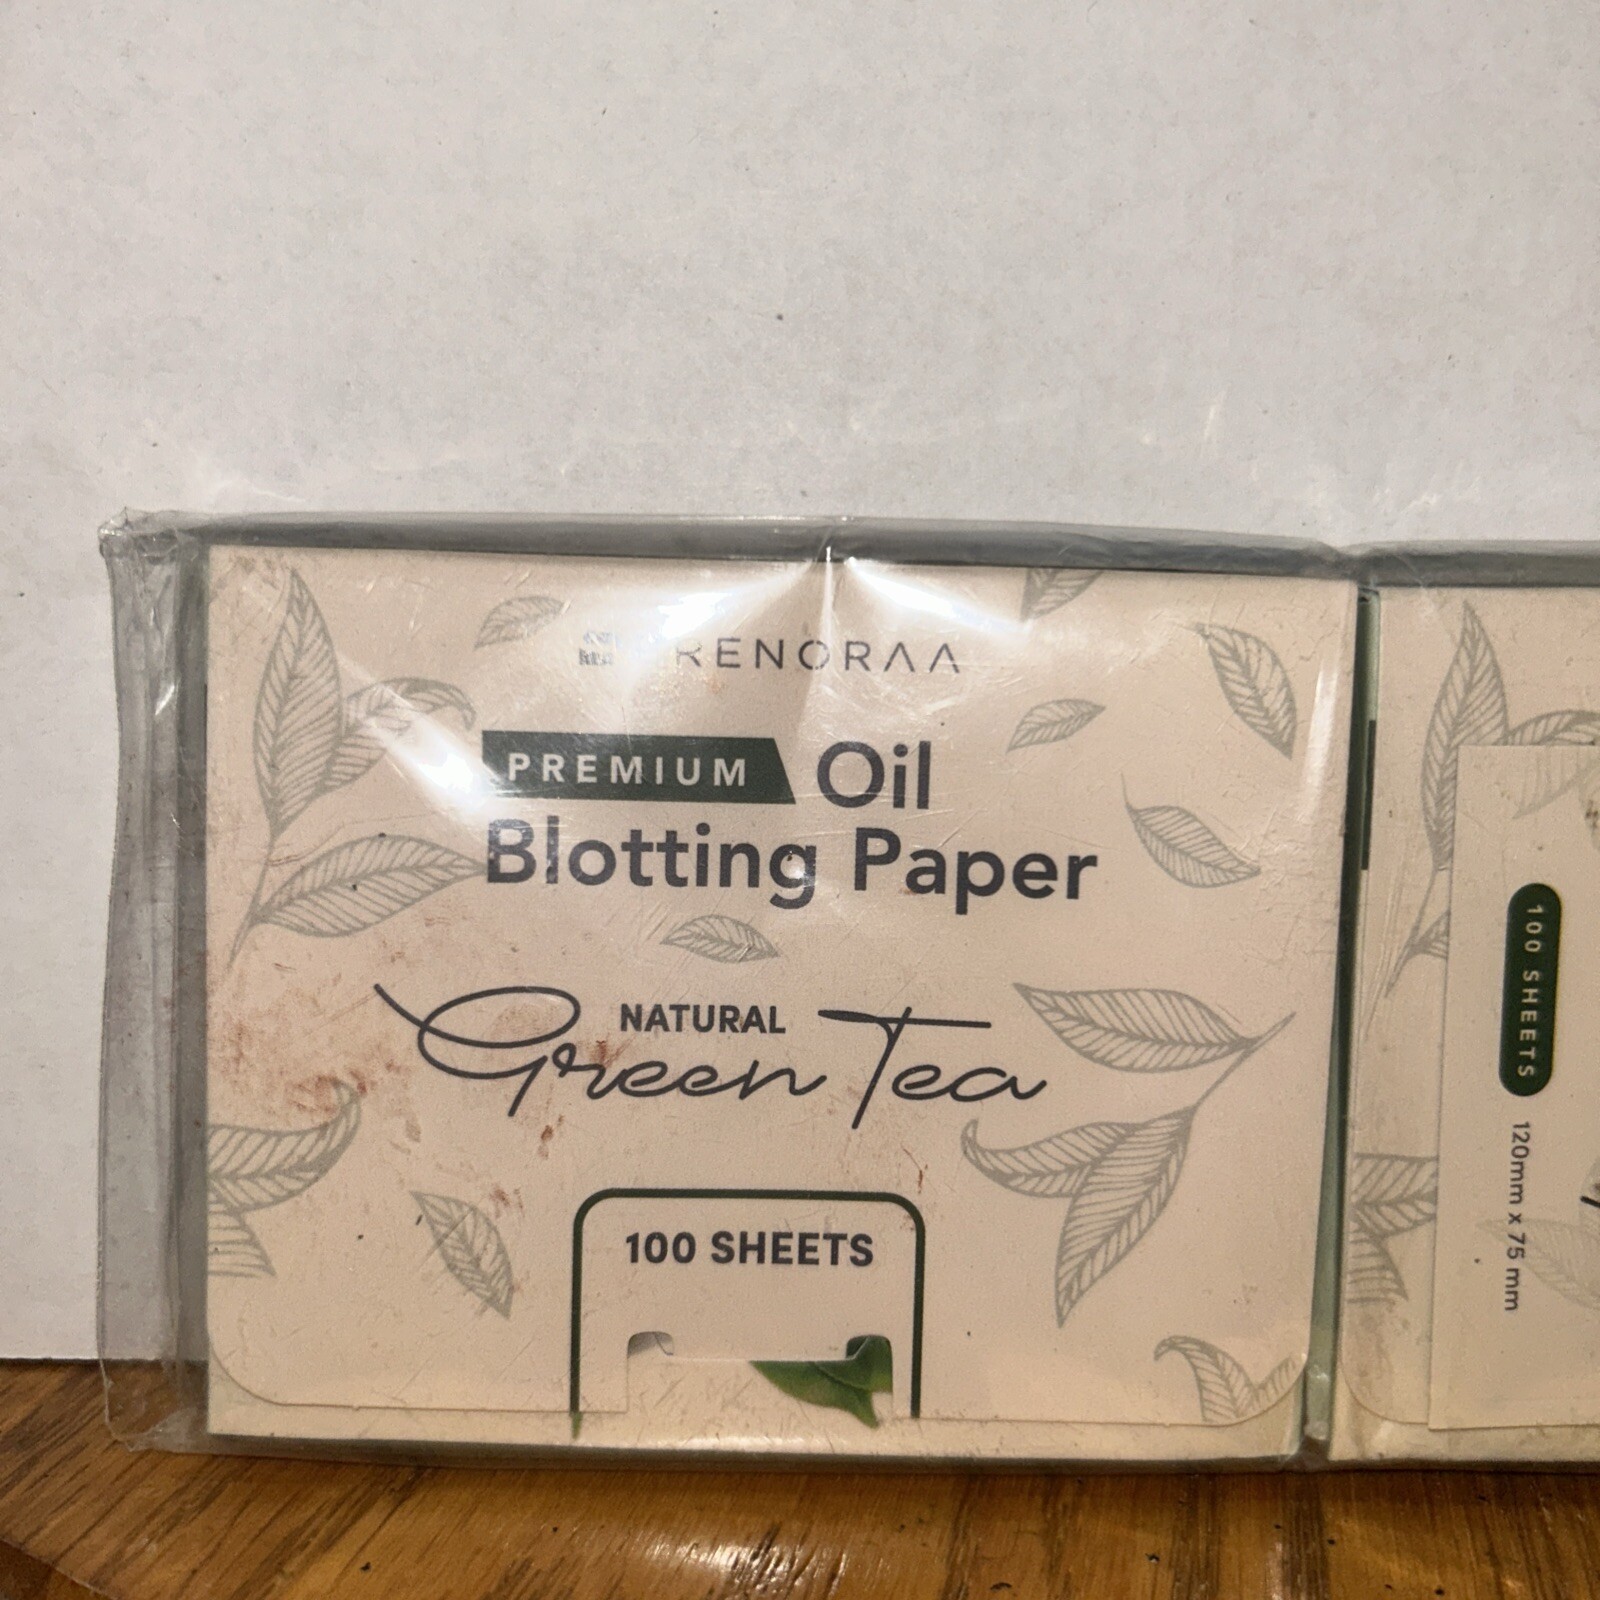 RENORAA
PREMIUM Oil
Blotting Paper
NATURAL
Green Tea
100 SHEETS
100 SHEETS
120mm x 75 mm